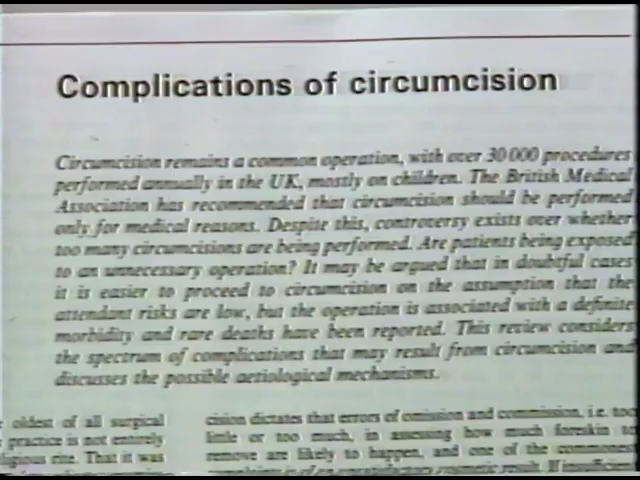 Complications of circumcision
Circumcision remains a common operation, with over 30 000 procedures
performed annually in the UK, mostly on children. The British Medical
Association has recommended that circumcision should be performed
only for medical reasons. Despite this, controversy exists over whether
too many circumcisions are being performed. Are patients being exposed
to an unnecessary operation? It may be argued that in doubtful cases
it is easier to proceed to circumcision on the assumption that the
attendant risks are low, but the operation is associated with a definite
morbidity and rare deaths have been reported. This review considers
the spectrum of complications that may result from circumcision and
discusses the possible aetiological mechanisms.
oldest of all surgical
practice is not entirely
rite. That it was
cision dictates that errors of omission and commission, i.e. too
little or too much, in assessing how much foreskin to
remove are likely to happen, and one of the commonest
result. If insufficient